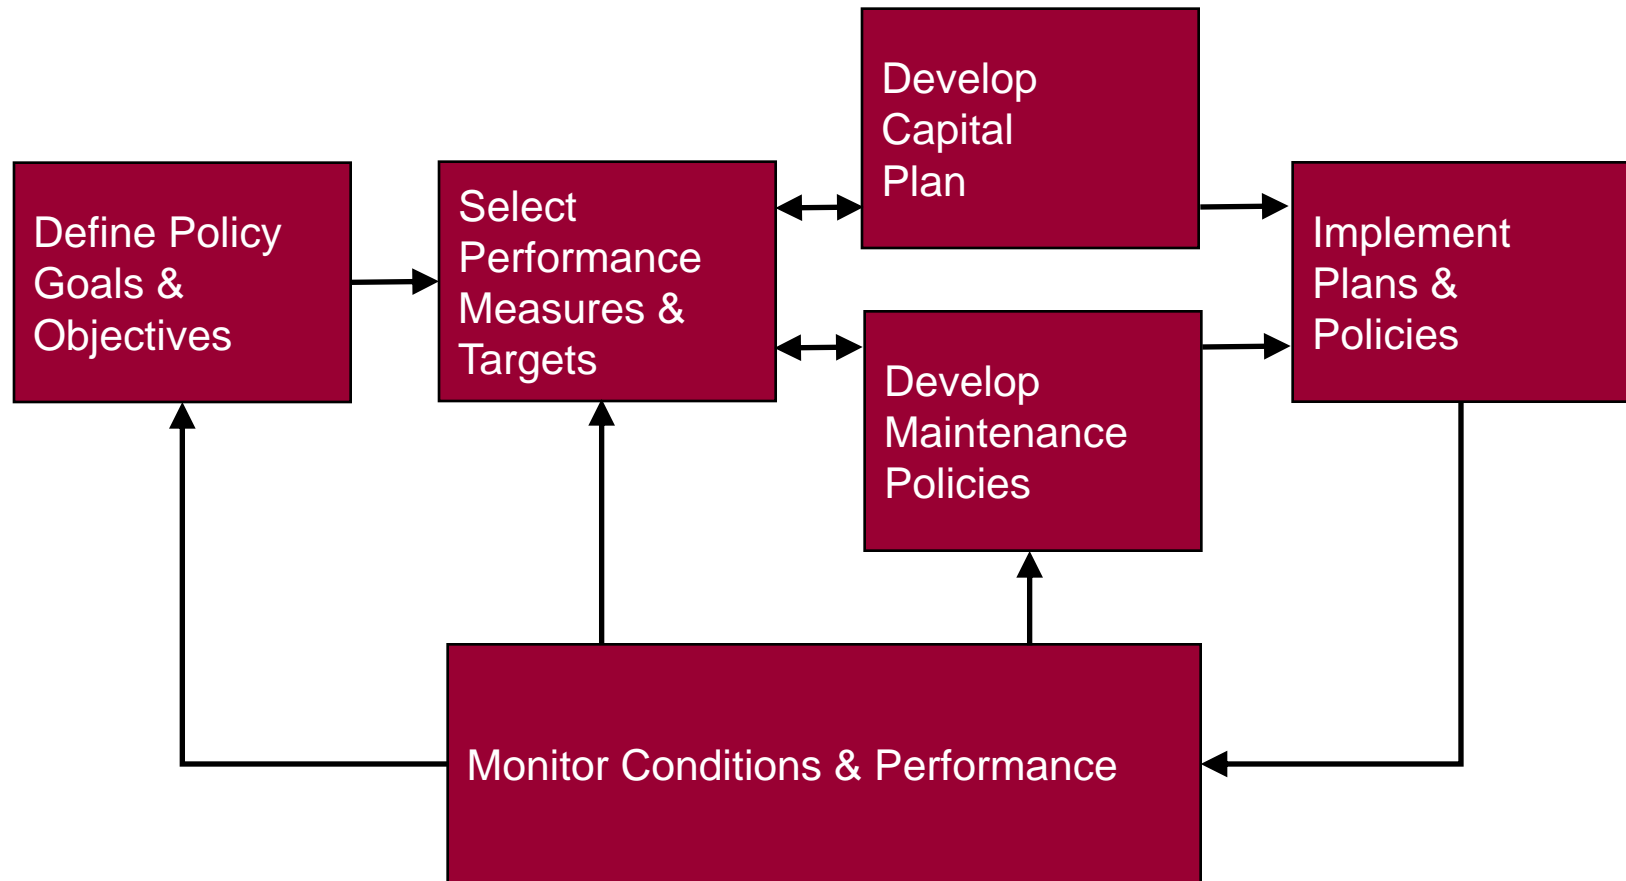 Define Policy
Goals &
Objectives
Select
Performance
Measures &
Targets
Develop
Capital
Plan
Develop
Maintenance
Policies
Implement
Plans &
Policies
Monitor Conditions & Performance